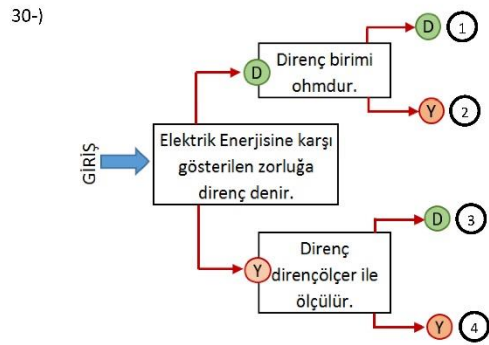 30-)
GİRİŞ
Elektrik Enerjisine karşı
gösterilen zorluğa
direnç denir.
D
Direnç birimi
ohmdur.
D 1
Y 2
Y
Direnç
dirençölçer ile
ölçülür.
D 3
Y 4